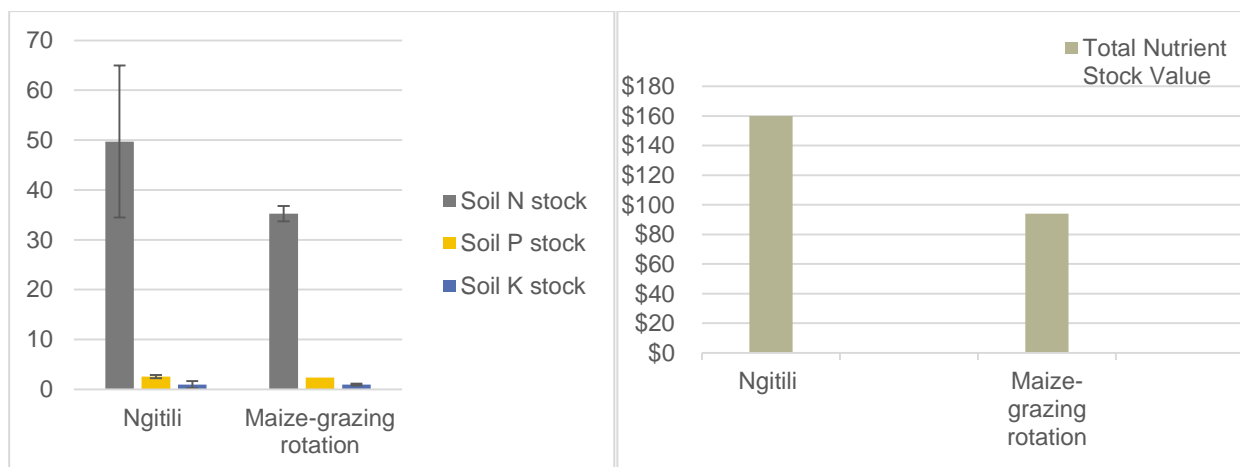 70
60
50
40
30
20
10
0
Ngitili
Maize-grazing
rotation
Soil N stock
Soil P stock
Soil K stock
Total Nutrient
Stock Value
$180
$160
$140
$120
$100
$80
$60
$40
$20
$0
Ngitili
Maize-
grazing
rotation